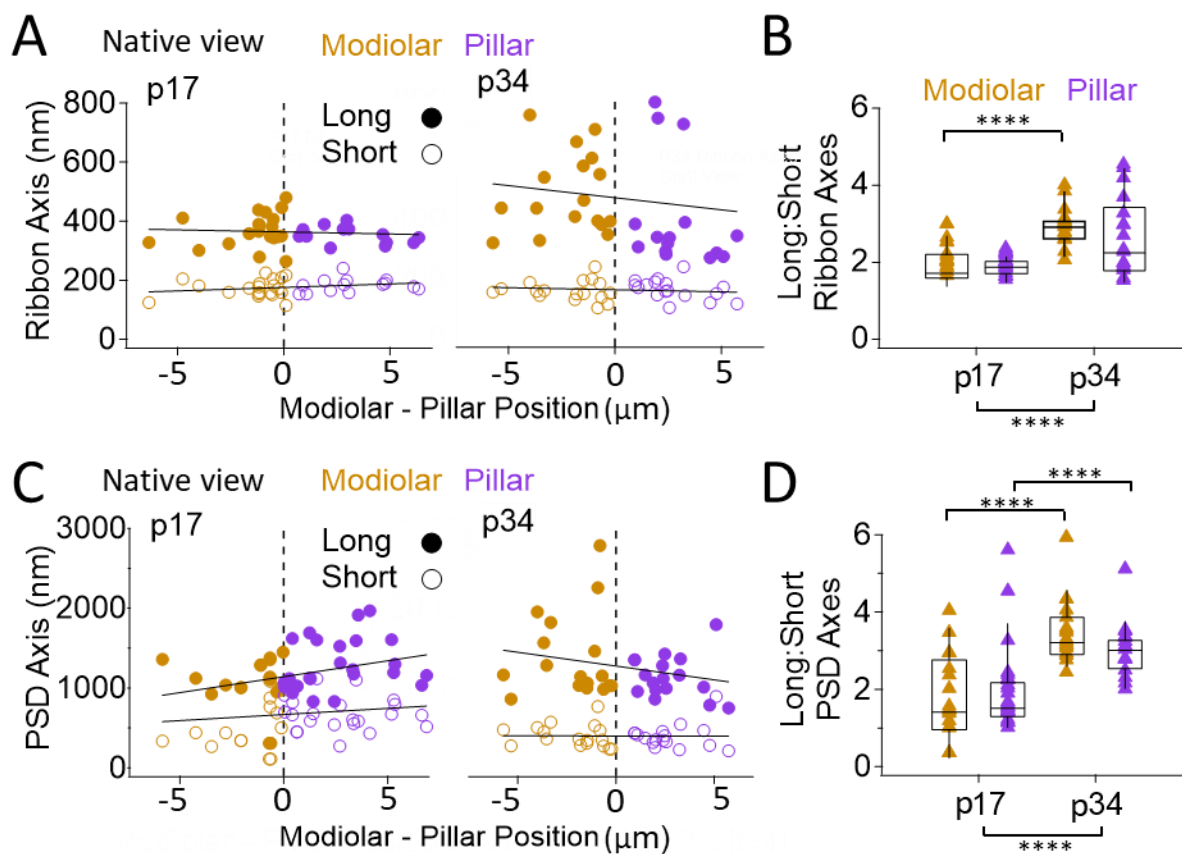 A
Native view
Modiolar Pillar
p17
p34
Long
Short
Ribbon Axis (nm)
800
600
400
200
0
-5 0 5
-5 0 5
Modiolar - Pillar Position (μm)
B
Modiolar Pillar
Long:Short
Ribbon Axes
6
4
2
0
****
p17
p34
****
C
Native view
Modiolar Pillar
p17
p34
Long
Short
PSD Axis (nm)
3000
2000
1000
0
-5 0 5
-5 0 5
Modiolar - Pillar Position (μm)
D
Long:Short
PSD Axes
6
4
2
0
****
****
p17
p34
****